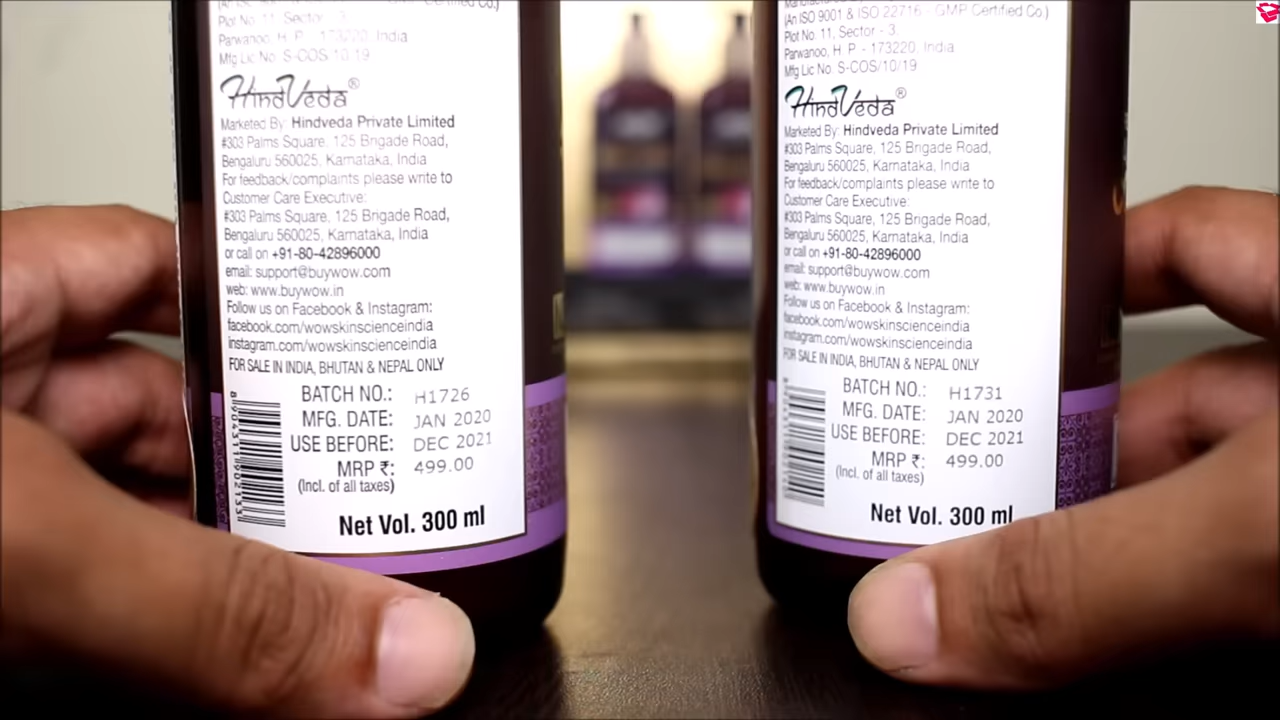 (An ISO 9001 & ISO 22716 - GMP Certified Co.)
Plot No. 11, Sector - 3,
Parwanoo, H. P. - 173220, India
Mfg Lic No. S-COS/10/19
HindVeda®
Marketed By: Hindveda Private Limited
#303 Palms Square, 125 Brigade Road,
Bengaluru 560025, Karnataka, India
For feedback/complaints please write to
Customer Care Executive:
#303 Palms Square, 125 Brigade Road,
Bengaluru 560025, Karnataka, India
or call on +91-80-42896000
email: support@buywow.com
web: www.buywow.in
Follow us on Facebook & Instagram:
facebook.com/wowskinscienceindia
instagram.com/wowskinscienceindia
FOR SALE IN INDIA, BHUTAN & NEPAL ONLY
BATCH NO.: H1726
MFG. DATE: JAN 2020
USE BEFORE: DEC 2021
MRP ₹: 499.00
(Incl. of all taxes)
Net Vol. 300 ml
(An ISO 9001 & ISO 22716 - GMP Certified Co.)
Plot No. 11, Sector - 3,
Parwanoo, H. P. - 173220, India
Mfg Lic No. S-COS/10/19
HindVeda®
Marketed By: Hindveda Private Limited
#303 Palms Square, 125 Brigade Road,
Bengaluru 560025, Karnataka, India
For feedback/complaints please write to
Customer Care Executive:
#303 Palms Square, 125 Brigade Road,
Bengaluru 560025, Karnataka, India
or call on +91-80-42896000
email: support@buywow.com
web: www.buywow.in
Follow us on Facebook & Instagram:
facebook.com/wowskinscienceindia
instagram.com/wowskinscienceindia
FOR SALE IN INDIA, BHUTAN & NEPAL ONLY
BATCH NO.: H1731
MFG. DATE: JAN 2020
USE BEFORE: DEC 2021
MRP ₹: 499.00
(Incl. of all taxes)
Net Vol. 300 ml